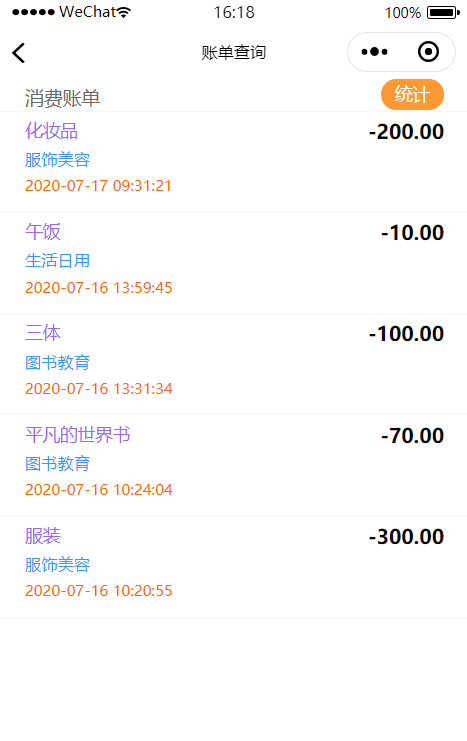 WeChat 16:18 100%
账单查询
消费账单 统计
化妆品 -200.00
服饰美容
2020-07-17 09:31:21
午饭 -10.00
生活日用
2020-07-16 13:59:45
三体 -100.00
图书教育
2020-07-16 13:31:34
平凡的世界书 -70.00
图书教育
2020-07-16 10:24:04
服装 -300.00
服饰美容
2020-07-16 10:20:55